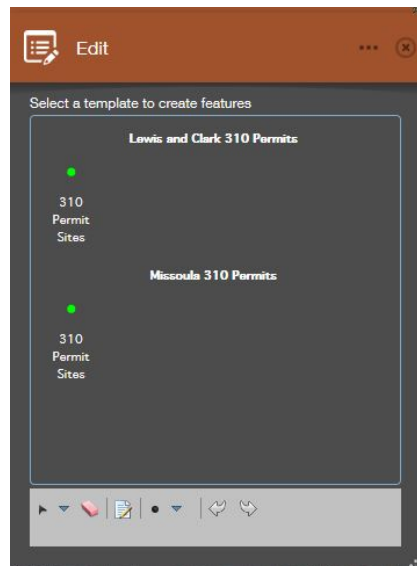 Edit
Select a template to create features
Lewis and Clark 310 Permits
310
Permit
Sites
Missoula 310 Permits
310
Permit
Sites